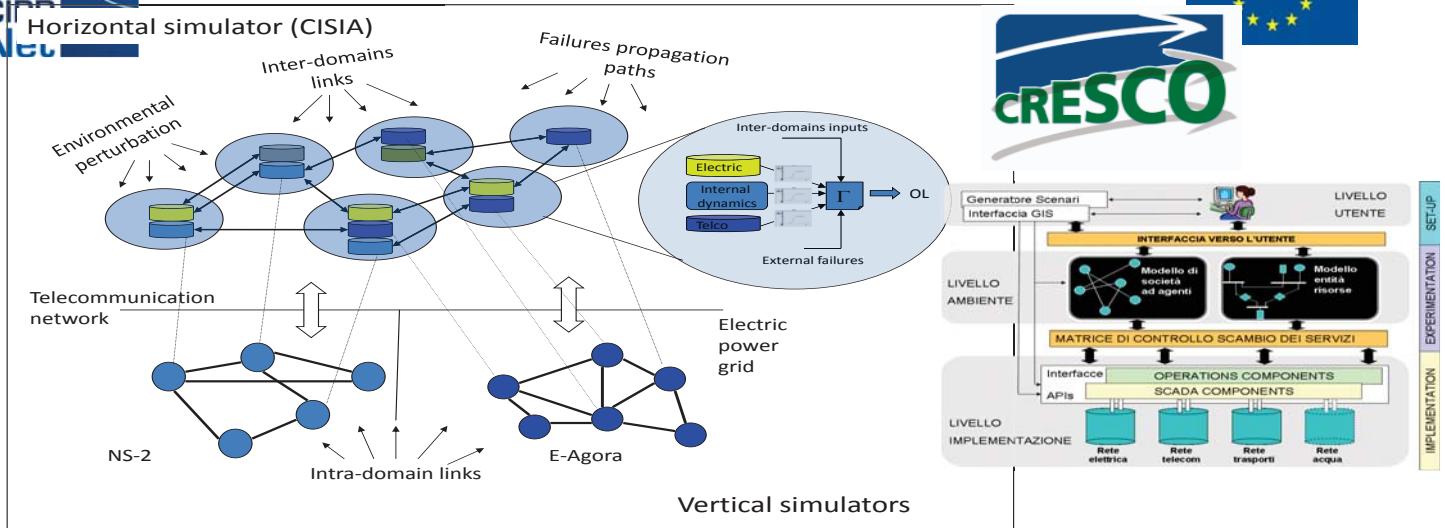 Net
Horizontal simulator (CISIA)
Inter-domains
links
Failures propagation
paths
Environmental
perturbation
Inter-domains inputs
Electric
Internal
dynamics
Telco
Γ
OL
External failures
Telecommunication
network
Electric
power
grid
NS-2
E-Agora
Intra-domain links
Vertical simulators
CRESCO
Generatore Scenari
Interfaccia GIS
LIVELLO
UTENTE
SET-UP
INTERFACCIA VERSO L'UTENTE
LIVELLO
AMBIENTE
Modello di
società
ad agenti
Modello
entità
risorse
EXPERIMENTATION
MATRICE DI CONTROLLO SCAMBIO DEI SERVIZI
Interfacce
APIs
OPERATIONS COMPONENTS
SCADA COMPONENTS
LIVELLO
IMPLEMENTAZIONE
Rete
elettrica
Rete
telecom
Rete
trasporti
Rete
acqua
IMPLEMENTATION